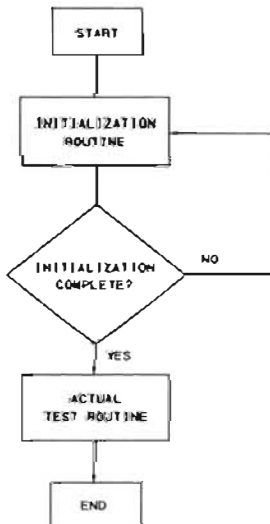 START
INITIALIZATION
ROUTINE
INITIALIZATION
COMPLETE?
NO
YES
ACTUAL
TEST ROUTINE
END